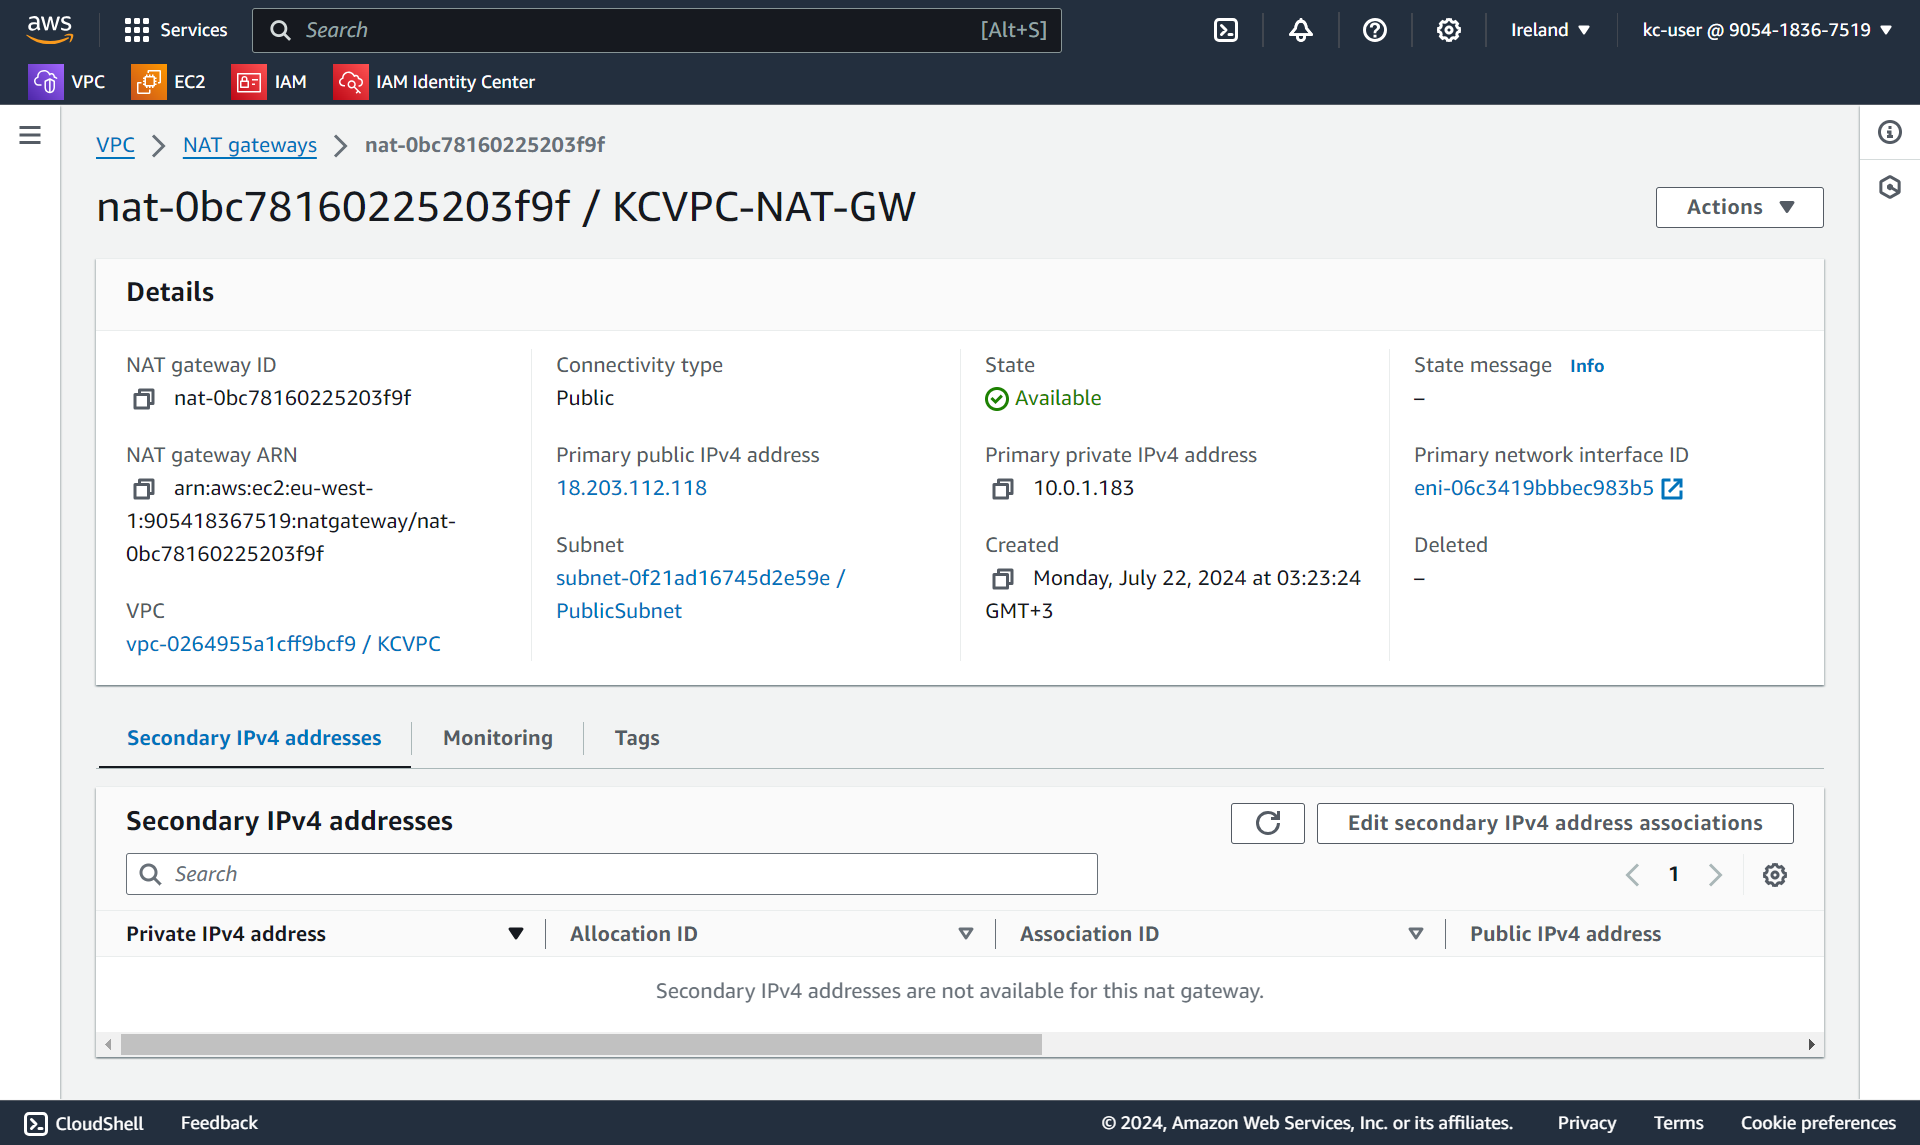 aws
Services
Search
[Alt+S]
Ireland
kc-user @ 9054-1836-7519
VPC
EC2
IAM
IAM Identity Center
VPC
NAT gateways
nat-0bc78160225203f9f
nat-0bc78160225203f9f / KCVPC-NAT-GW
Actions
Details
NAT gateway ID
nat-0bc78160225203f9f
NAT gateway ARN
arn:aws:ec2:eu-west-
1:905418367519:natgateway/nat-
0bc78160225203f9f
VPC
vpc-0264955a1cff9bcf9 / KCVPC
Connectivity type
Public
Primary public IPv4 address
18.203.112.118
Subnet
subnet-0f21ad16745d2e59e /
PublicSubnet
State
Available
Primary private IPv4 address
10.0.1.183
Created
Monday, July 22, 2024 at 03:23:24
GMT+3
State message Info
–
Primary network interface ID
eni-06c3419bbbec983b5
Deleted
–
Secondary IPv4 addresses
Monitoring
Tags
Secondary IPv4 addresses
Edit secondary IPv4 address associations
Search
1
Private IPv4 address
Allocation ID
Association ID
Public IPv4 address
Secondary IPv4 addresses are not available for this nat gateway.
CloudShell
Feedback
© 2024, Amazon Web Services, Inc. or its affiliates.
Privacy
Terms
Cookie preferences